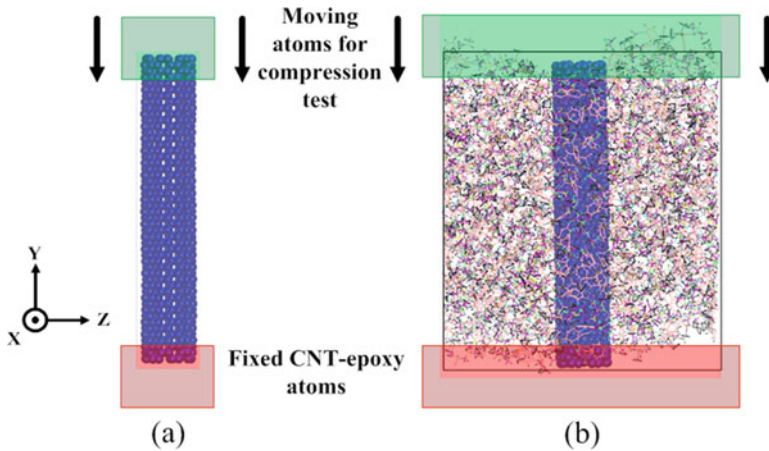 Moving
atoms for
compression
test
Y
X
Z
Fixed CNT-epoxy
atoms
(a)
(b)